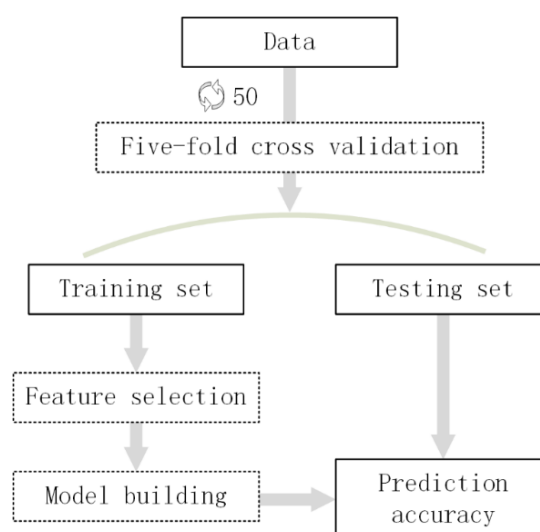 Data
50
Five-fold cross validation
Training set
Testing set
Feature selection
Model building
Prediction
accuracy